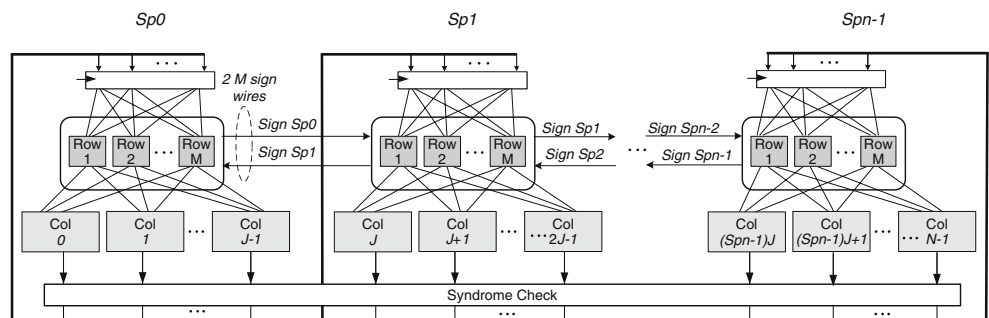 Sp0 Sp1 Spn-1
... ... ...
2 M sign
wires
Sign Sp0 Sign Sp1 Sign Spn-2
Row 1 Row 2 ... Row M Row 1 Row 2 ... Row M ... Row 1 Row 2 ... Row M
Sign Sp1 Sign Sp2 Sign Spn-1
Col 0 Col 1 ... Col J-1 Col J Col J+1 ... Col ...2J-1 Col (Spn-1)J Col (Spn-1)J+1 ... Col ... N-1
Syndrome Check
... ... ...